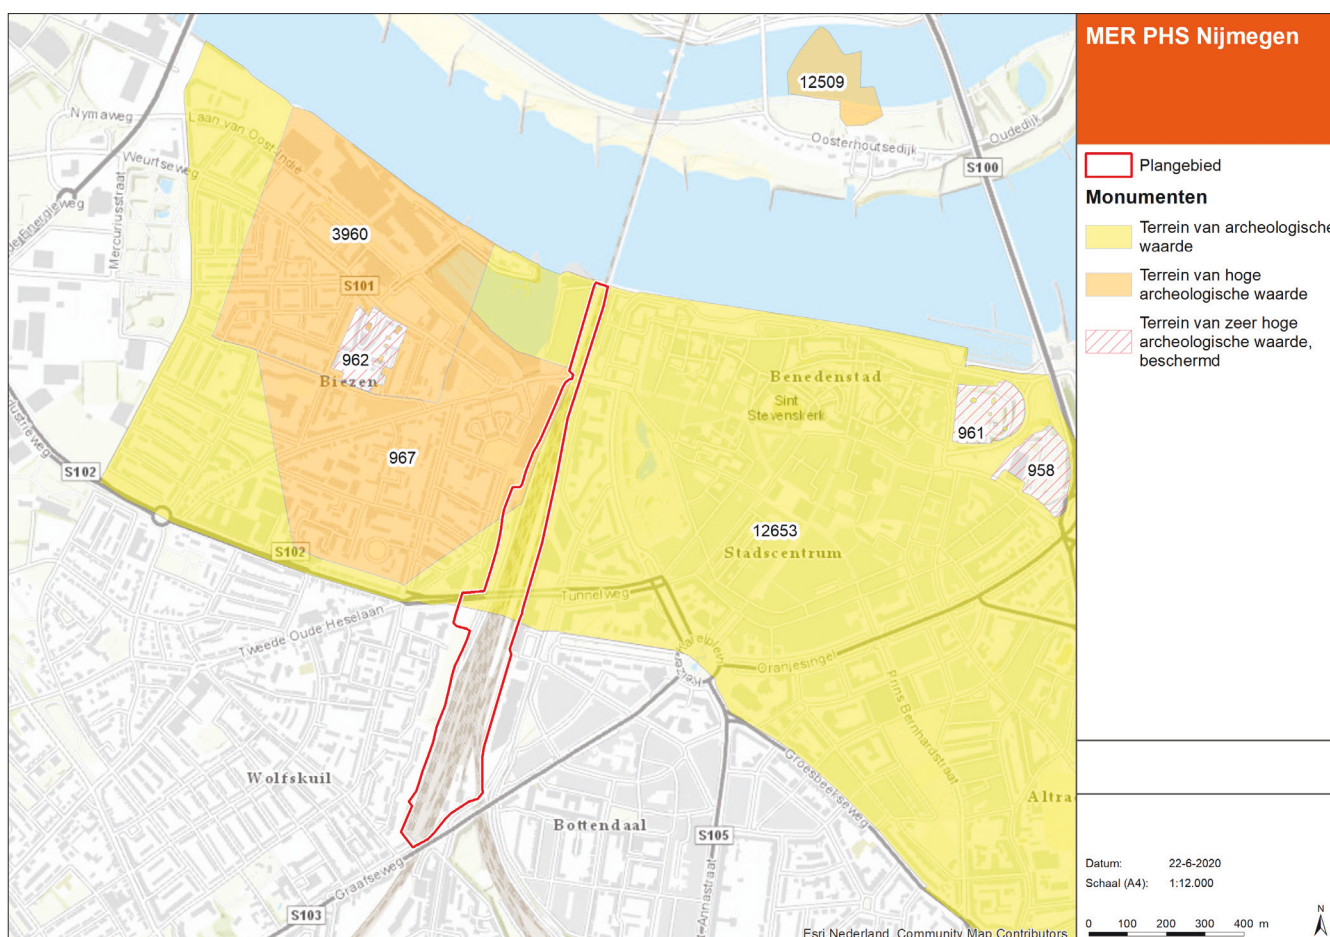 MER PHS Nijmegen
Plangebied
Monumenten
Terrein van archeologische
waarde
Terrein van hoge
archeologische waarde
Terrein van zeer hoge
archeologische waarde,
beschermd
Datum: 22-6-2020
Schaal (A4): 1:12.000
0 100 200 300 400 m
N
12509
Nymaweg
Laan van Oost-Indie
Oudedijk
Oosterhoutsedijk
Weurtseweg
S100
de Energieweg
Mercuriusstraat
3960
S101
962
Biezen
Benedenstad
Sint
Stevenskerk
961
967
958
S102
12653
Stadscentrum
S102
Tunnelweg
Tweede Oude Heselaan
Oranjesingel
Prins Bernhardstraat
Wolfskuil
Groesbeekseweg
Altra
Bottendaal
S105
Graafseweg
-Annastraat
S103
Esri Nederland, Community Map Contributors